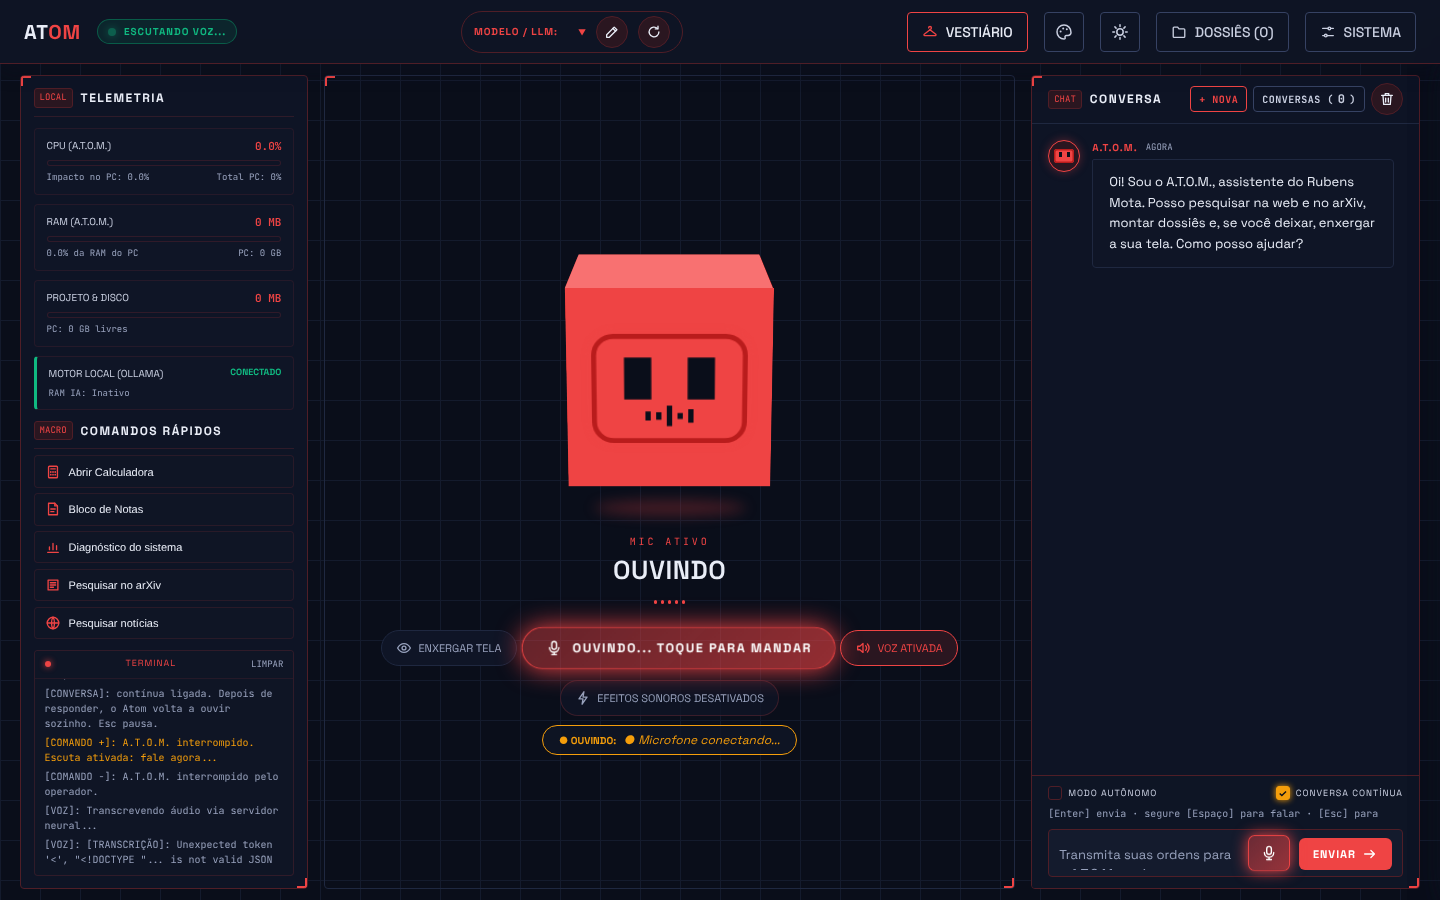 ATOM
ESCUTANDO VOZ...
MODELO / LLM:
VESTIÁRIO
DOSSIÊS (0)
SISTEMA
LOCAL
TELEMETRIA
CPU (A.T.O.M.)
0.0%
Impacto no PC: 0.0%
Total PC: 0%
RAM (A.T.O.M.)
0 MB
0.0% da RAM do PC
PC: 0 GB
PROJETO & DISCO
0 MB
PC: 0 GB livres
MOTOR LOCAL (OLLAMA)
CONECTADO
RAM IA: Inativo
MACRO
COMANDOS RÁPIDOS
Abrir Calculadora
Bloco de Notas
Diagnóstico do sistema
Pesquisar no arXiv
Pesquisar notícias
TERMINAL
LIMPAR
[CONVERSA]: contínua ligada. Depois de
responder, o Atom volta a ouvir
sozinho. Esc pausa.
[COMANDO +]: A.T.O.M. interrompido.
Escuta ativada: fale agora...
[COMANDO -]: A.T.O.M. interrompido pelo
operador.
[VOZ]: Transcrevendo áudio via servidor
neural...
[VOZ]: [TRANSCRIÇÃO]: Unexpected token
'<', "<!DOCTYPE "... is not valid JSON
MIC ATIVO
OUVINDO
ENXERGAR TELA
OUVINDO... TOQUE PARA MANDAR
VOZ ATIVADA
EFEITOS SONOROS DESATIVADOS
OUVINDO:
Microfone conectando...
CHAT
CONVERSA
+ NOVA
CONVERSAS ( 0 )
A.T.O.M.
AGORA
Oi! Sou o A.T.O.M., assistente do Rubens
Mota. Posso pesquisar na web e no arXiv,
montar dossiês e, se você deixar, enxergar
a sua tela. Como posso ajudar?
MODO AUTÔNOMO
CONVERSA CONTÍNUA
[Enter] envia · segure [Espaço] para falar · [Esc] para
Transmita suas ordens para
ENVIAR